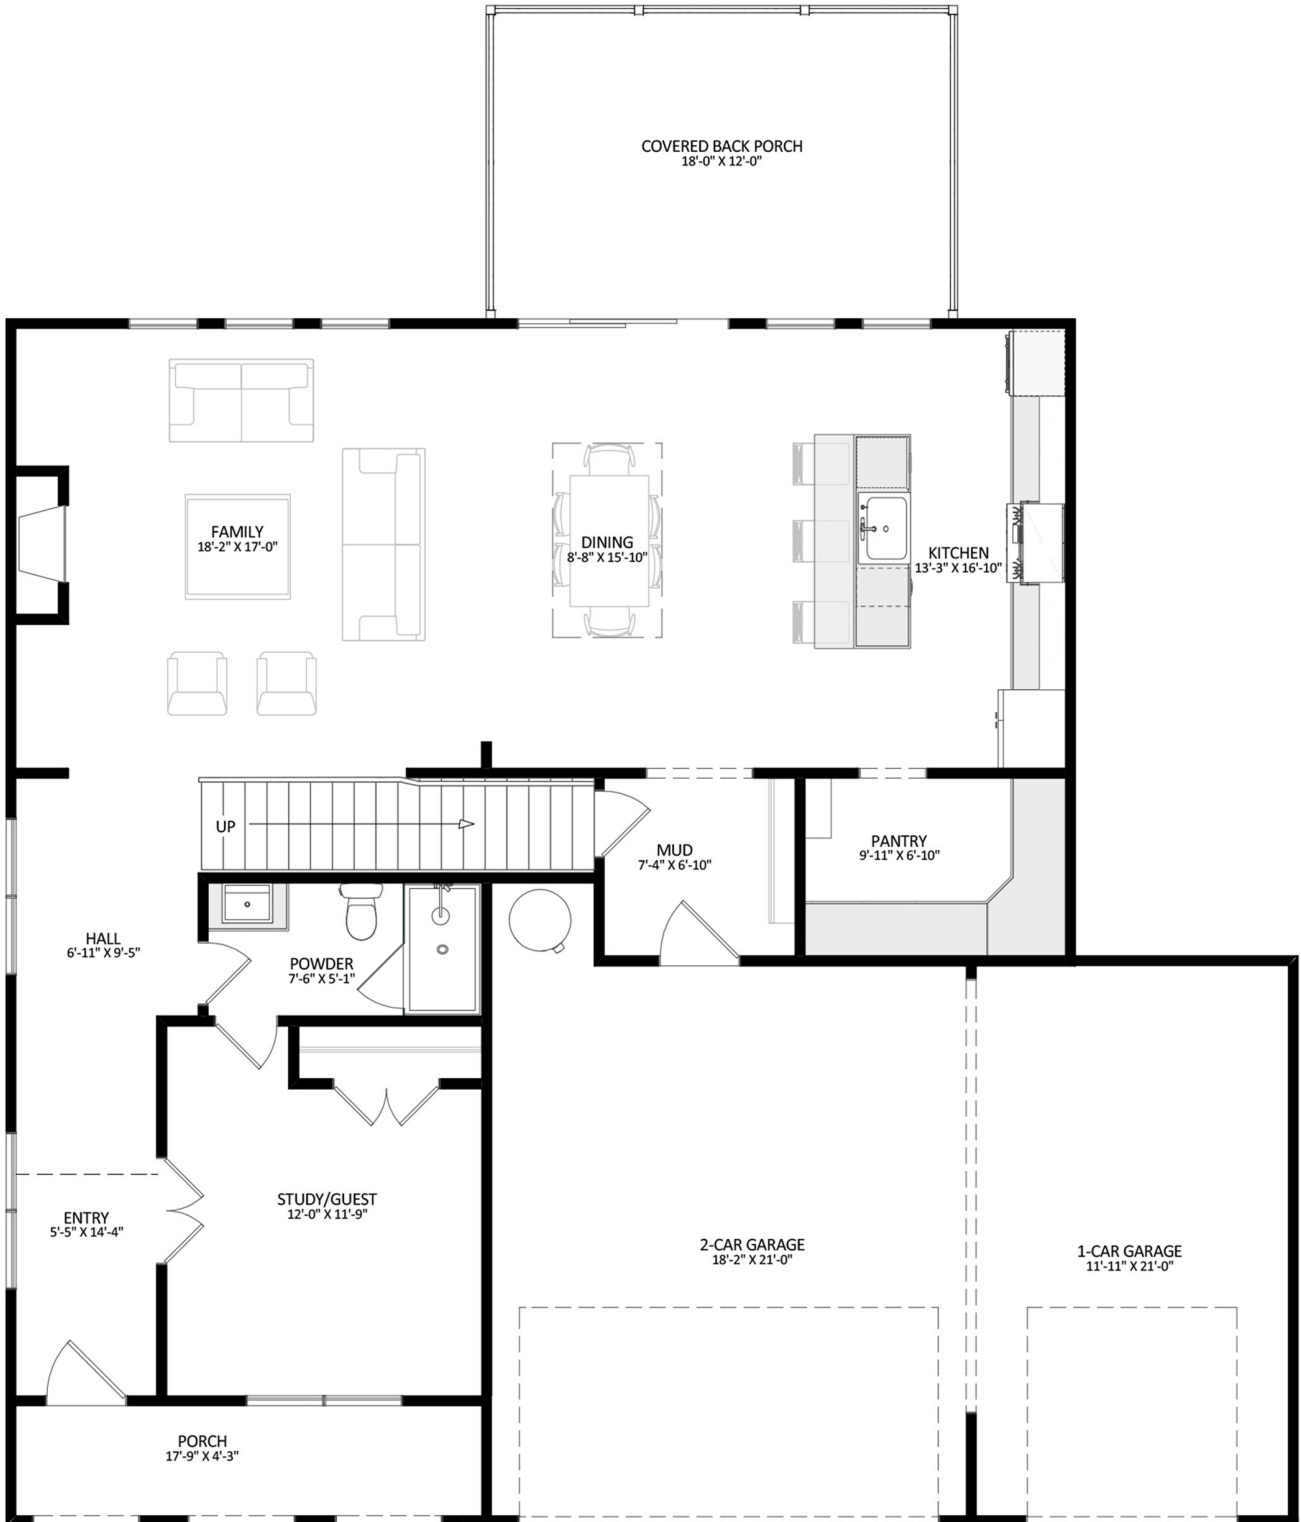 COVERED BACK PORCH
18'-0" X 12'-0"
FAMILY
18'-2" X 17'-0"
DINING
8'-8" X 15'-10"
KITCHEN
13'-3" X 16'-10"
UP
MUD
7'-4" X 6'-10"
PANTRY
9'-11" X 6'-10"
HALL
6'-11" X 9'-5"
POWDER
7'-6" X 5'-1"
STUDY/GUEST
12'-0" X 11'-9"
ENTRY
5'-5" X 14'-4"
2-CAR GARAGE
18'-2" X 21'-0"
1-CAR GARAGE
11'-11" X 21'-0"
PORCH
17'-9" X 4'-3"